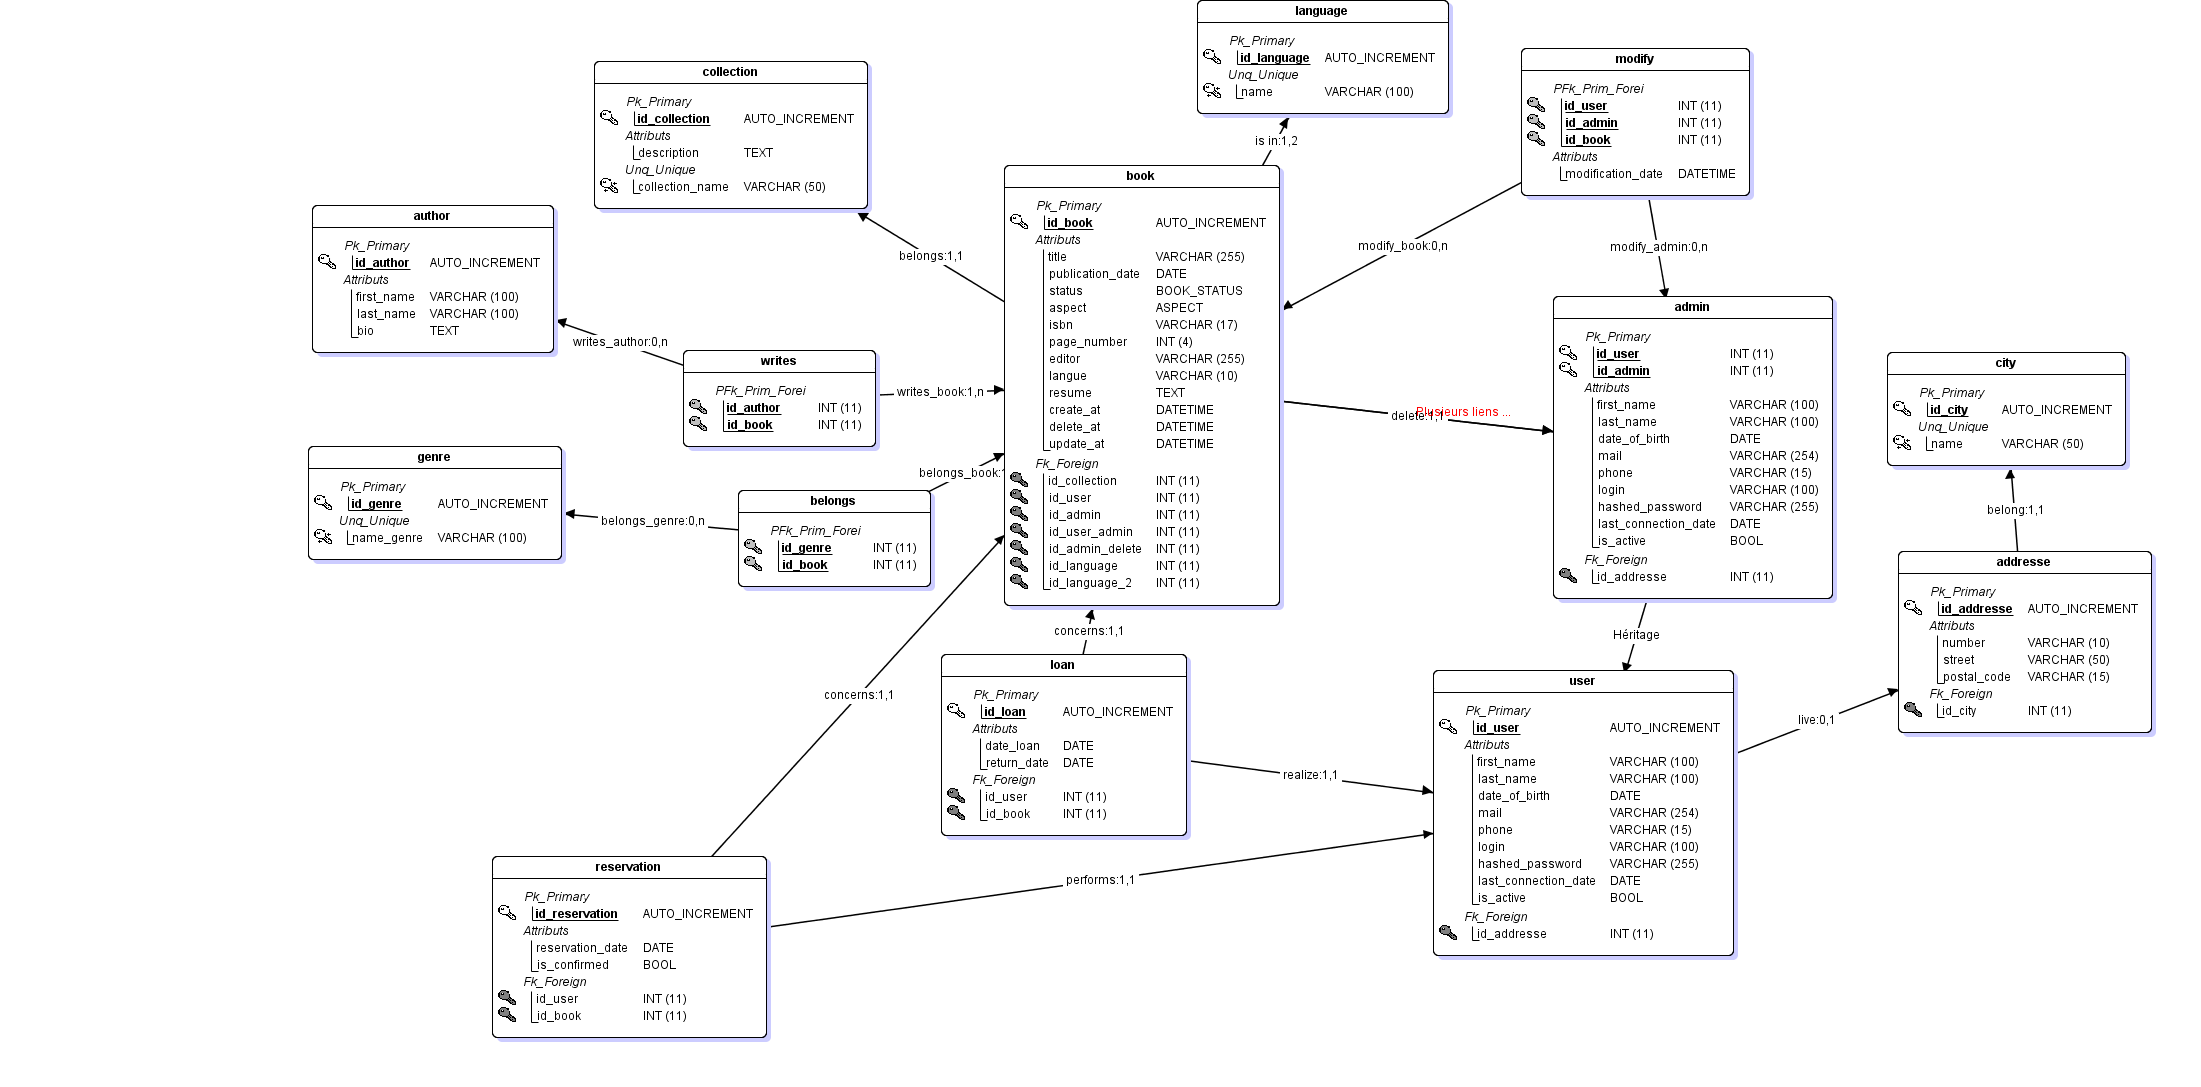 language
Pk_Primary
id_language AUTO_INCREMENT
Unq_Unique
name VARCHAR (100)
is in:1,2
modify
PFk_Prim_Forei
id_user INT (11)
id_admin INT (11)
id_book INT (11)
Attributs
modification_date DATETIME
modify_book:0,n
modify_admin:0,n
collection
Pk_Primary
id_collection AUTO_INCREMENT
Attributs
description TEXT
Unq_Unique
collection_name VARCHAR (50)
belongs:1,1
author
Pk_Primary
id_author AUTO_INCREMENT
Attributs
first_name VARCHAR (100)
last_name VARCHAR (100)
bio TEXT
writes_author:0,n
writes
PFk_Prim_Forei
id_author INT (11)
id_book INT (11)
writes_book:1,n
book
Pk_Primary
id_book AUTO_INCREMENT
Attributs
title VARCHAR (255)
publication_date DATE
status BOOK_STATUS
aspect ASPECT
isbn VARCHAR (17)
page_number INT (4)
editor VARCHAR (255)
langue VARCHAR (10)
resume TEXT
create_at DATETIME
delete_at DATETIME
update_at DATETIME
Fk_Foreign
id_collection INT (11)
id_user INT (11)
id_admin INT (11)
id_user_admin INT (11)
id_admin_delete INT (11)
id_language INT (11)
id_language_2 INT (11)
delete:1,1
Plusieurs liens ...
admin
Pk_Primary
id_user INT (11)
id_admin INT (11)
Attributs
first_name VARCHAR (100)
last_name VARCHAR (100)
date_of_birth DATE
mail VARCHAR (254)
phone VARCHAR (15)
login VARCHAR (100)
hashed_password VARCHAR (255)
last_connection_date DATE
is_active BOOL
Fk_Foreign
id_addresse INT (11)
Héritage
city
Pk_Primary
id_city AUTO_INCREMENT
Unq_Unique
name VARCHAR (50)
belong:1,1
addresse
Pk_Primary
id_addresse AUTO_INCREMENT
Attributs
number VARCHAR (10)
street VARCHAR (50)
postal_code VARCHAR (15)
Fk_Foreign
id_city INT (11)
live:0,1
genre
Pk_Primary
id_genre AUTO_INCREMENT
Unq_Unique
name_genre VARCHAR (100)
belongs_genre:0,n
belongs_book:
belongs
PFk_Prim_Forei
id_genre INT (11)
id_book INT (11)
concerns:1,1
concerns:1,1
loan
Pk_Primary
id_loan AUTO_INCREMENT
Attributs
date_loan DATE
return_date DATE
Fk_Foreign
id_user INT (11)
id_book INT (11)
realize:1,1
user
Pk_Primary
id_user AUTO_INCREMENT
Attributs
first_name VARCHAR (100)
last_name VARCHAR (100)
date_of_birth DATE
mail VARCHAR (254)
phone VARCHAR (15)
login VARCHAR (100)
hashed_password VARCHAR (255)
last_connection_date DATE
is_active BOOL
Fk_Foreign
id_addresse INT (11)
performs:1,1
reservation
Pk_Primary
id_reservation AUTO_INCREMENT
Attributs
reservation_date DATE
is_confirmed BOOL
Fk_Foreign
id_user INT (11)
id_book INT (11)